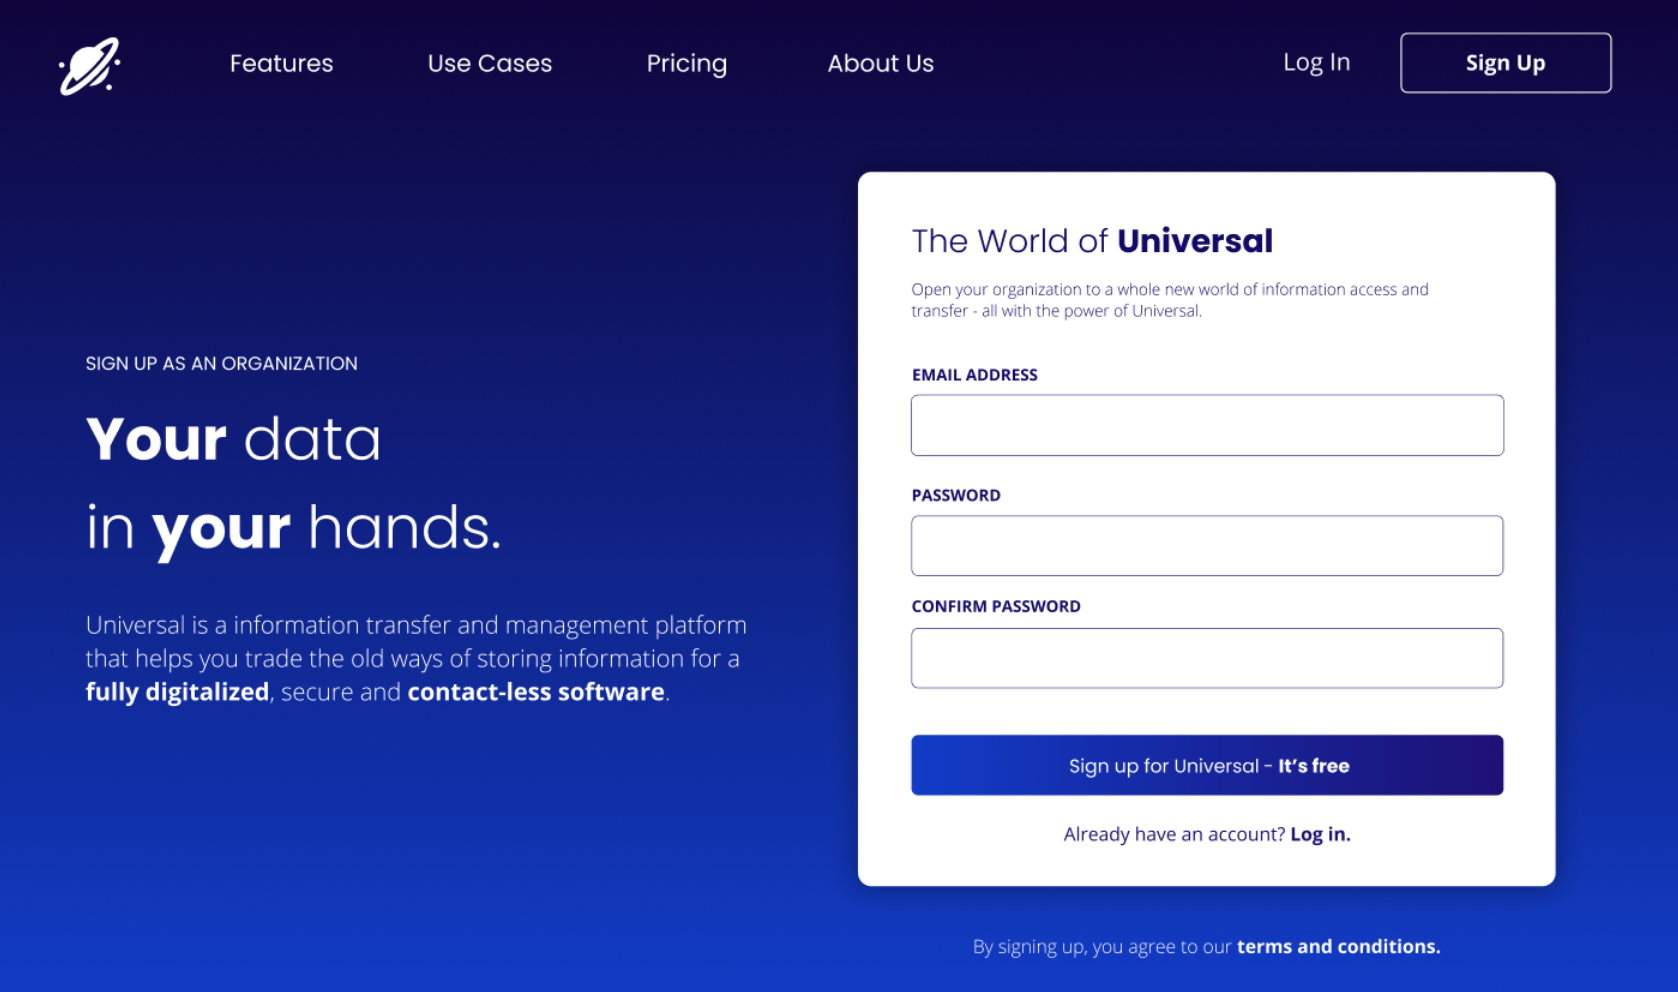 Features
Use Cases
Pricing
About Us
Log In
Sign Up
SIGN UP AS AN ORGANIZATION
Your data
in your hands.
Universal is a information transfer and management platform
that helps you trade the old ways of storing information for a
fully digitalized, secure and contact-less software.
The World of Universal
Open your organization to a whole new world of information access and
transfer - all with the power of Universal.
EMAIL ADDRESS
PASSWORD
CONFIRM PASSWORD
Sign up for Universal - It’s free
Already have an account? Log in.
By signing up, you agree to our terms and conditions.